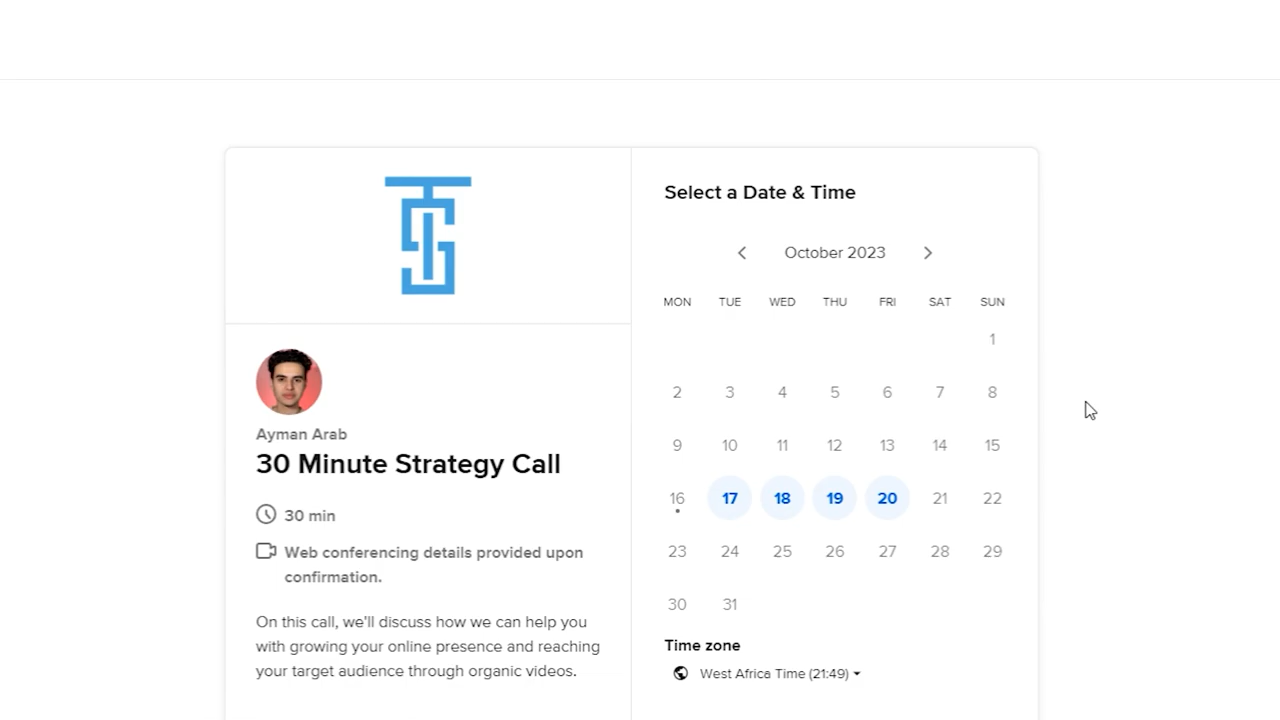 Ayman Arab
30 Minute Strategy Call
30 min
Web conferencing details provided upon
confirmation.
On this call, we'll discuss how we can help you
with growing your online presence and reaching
your target audience through organic videos.
Select a Date & Time
October 2023
MON TUE WED THU FRI SAT SUN
1
2 3 4 5 6 7 8
9 10 11 12 13 14 15
16 17 18 19 20 21 22
23 24 25 26 27 28 29
30 31
Time zone
West Africa Time (21:49)